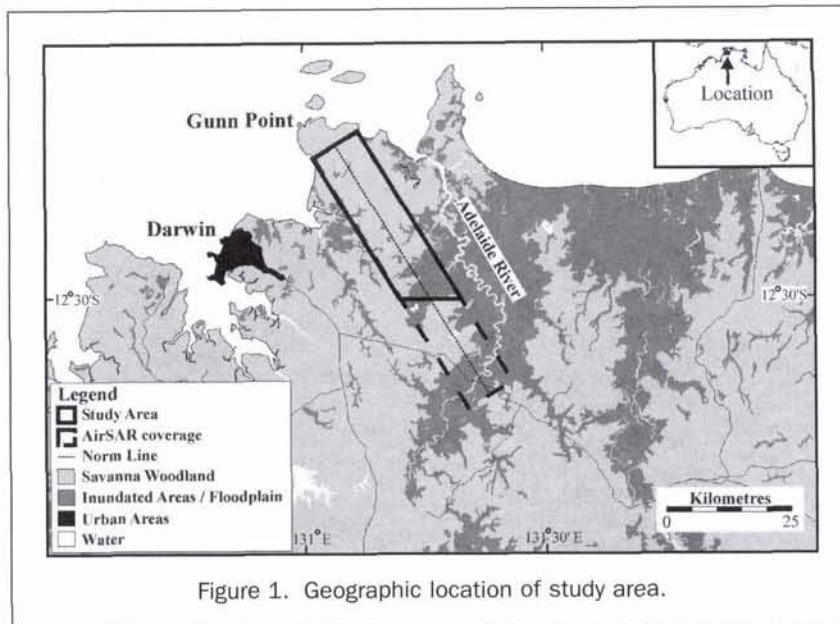 Location
Gunn Point
Darwin
Adelaide River
12°30'S
12°30'S
Legend
Study Area
AirSAR coverage
Norm Line
Savanna Woodland
Inundated Areas / Floodplain
Urban Areas
Water
Kilometres
0 25
131°E
131°30'E
Figure 1. Geographic location of study area.